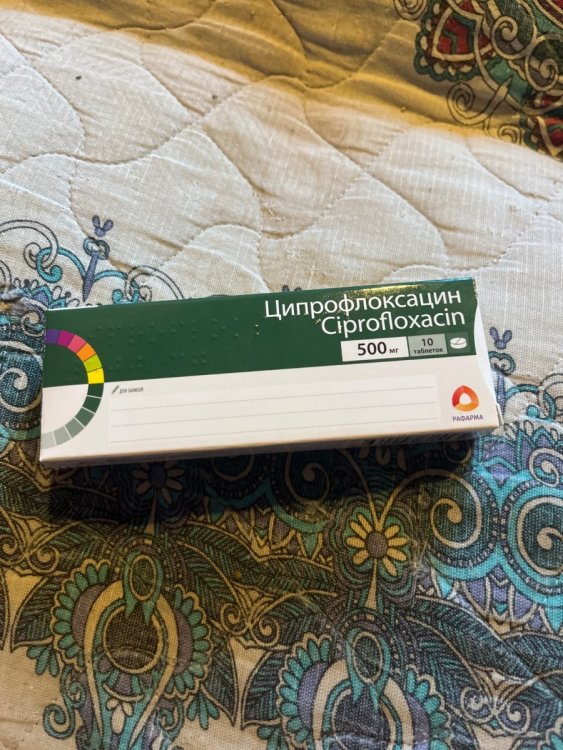 Ципрофлоксацин
Ciprofloxacin
500 мг
10
таблеток
ДЛЯ ЗАПИСЕЙ
РАФАРМА